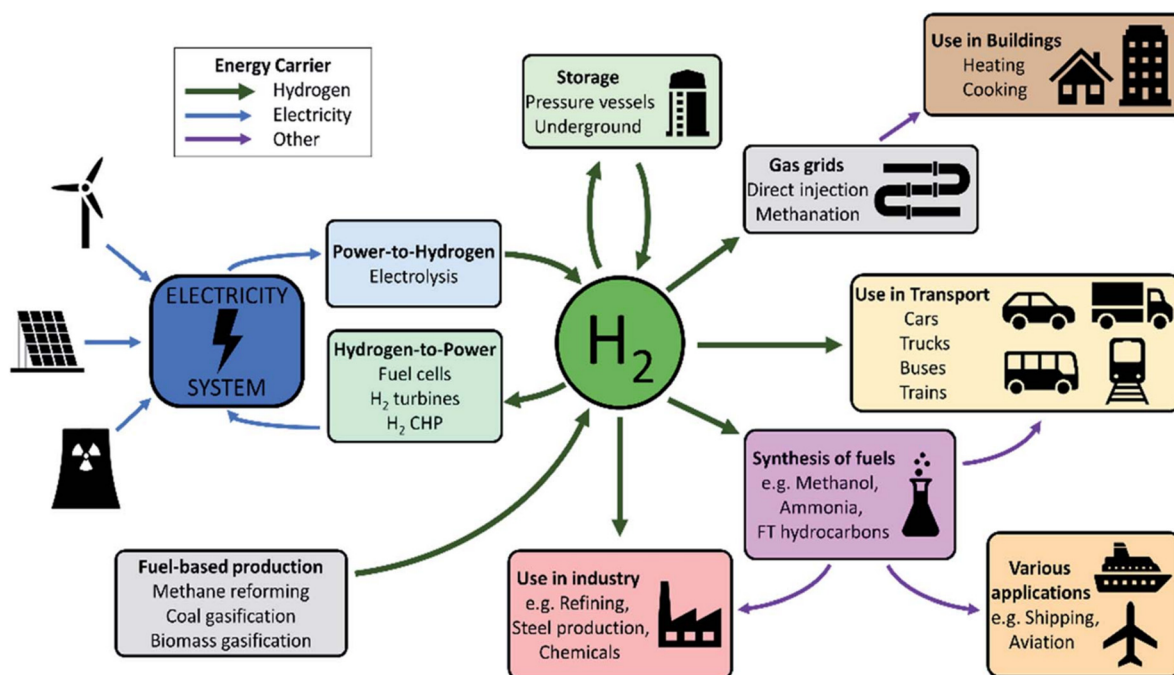 Energy Carrier
Hydrogen
Electricity
Other
Storage
Pressure vessels
Underground
Use in Buildings
Heating
Cooking
Gas grids
Direct injection
Methanation
Power-to-Hydrogen
Electrolysis
ELECTRICITY
SYSTEM
Hydrogen-to-Power
Fuel cells
H₂ turbines
H₂ CHP
H₂
Use in Transport
Cars
Trucks
Buses
Trains
Synthesis of fuels
e.g. Methanol,
Ammonia,
FT hydrocarbons
Fuel-based production
Methane reforming
Coal gasification
Biomass gasification
Use in industry
e.g. Refining,
Steel production,
Chemicals
Various
applications
e.g. Shipping,
Aviation